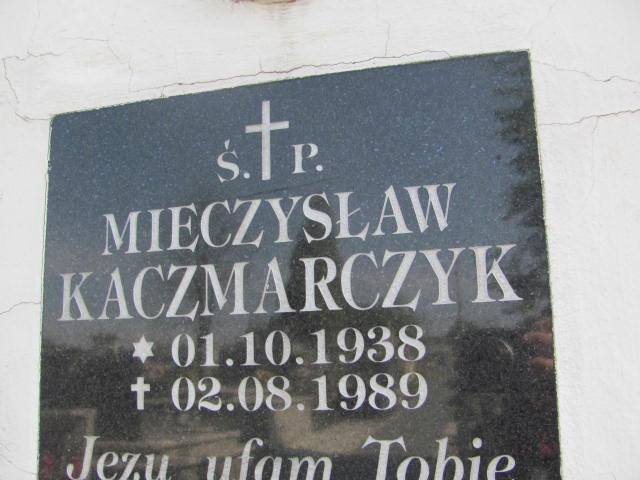 Ś. P.
MIECZYSŁAW
KACZMARCZYK
01.10.1938
02.08.1989
Jezu ufam Tobie